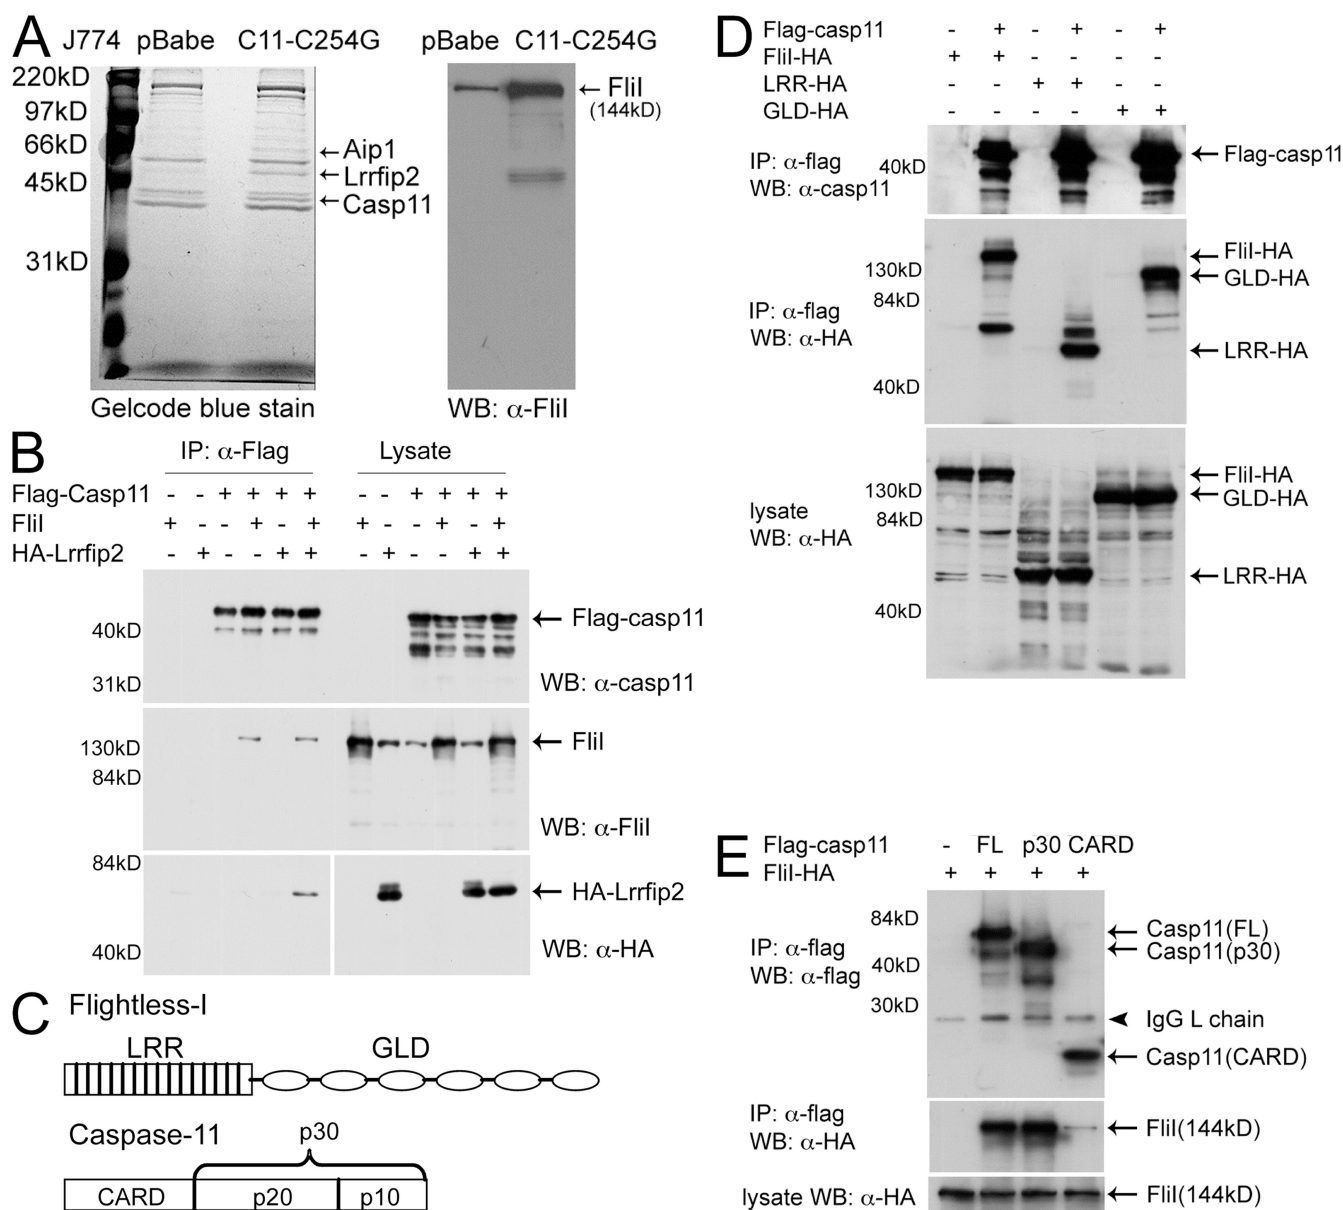 A
J774 pBabe C11-C254G
220kD
97kD
66kD
45kD
31kD
←Aip1
←Lrrfip2
←Casp11
Gelcode blue stain
pBabe C11-C254G
← FliI
(144kD)
WB: α-FliI
B
IP: α-Flag Lysate
Flag-Casp11 - - + + + + - - + + + +
FliI + - - + - + + - - + - +
HA-Lrrfip2 - + - - + + - + - - + +
40kD
31kD
← Flag-casp11
WB: α-casp11
130kD
84kD
← FliI
WB: α-FliI
84kD
40kD
← HA-Lrrfip2
WB: α-HA
C
Flightless-I
LRR GLD
Caspase-11 p30
CARD p20 p10
D
Flag-casp11 - + - + - +
FliI-HA + + - - - -
LRR-HA - - + + - -
GLD-HA - - - - + +
IP: α-flag
WB: α-casp11
40kD
← Flag-casp11
IP: α-flag
WB: α-HA
130kD
84kD
40kD
← FliI-HA
← GLD-HA
← LRR-HA
lysate
WB: α-HA
130kD
84kD
40kD
← FliI-HA
← GLD-HA
← LRR-HA
E
Flag-casp11 - FL p30 CARD
FliI-HA + + + +
IP: α-flag
WB: α-flag
84kD
40kD
30kD
← Casp11(FL)
← Casp11(p30)
IgG L chain
← Casp11(CARD)
IP: α-flag
WB: α-HA
← FliI(144kD)
lysate WB: α-HA
← FliI(144kD)